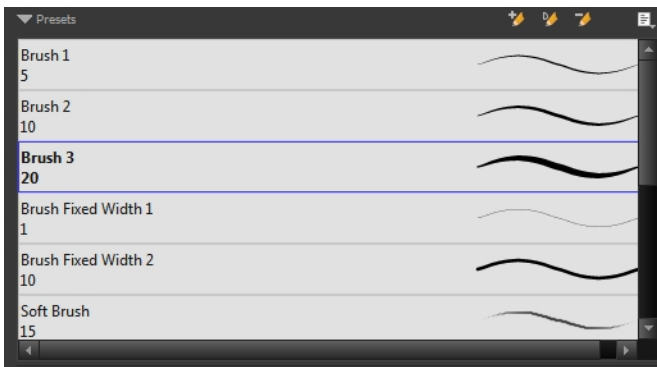 Presets
Brush 1
5
Brush 2
10
Brush 3
20
Brush Fixed Width 1
1
Brush Fixed Width 2
10
Soft Brush
15